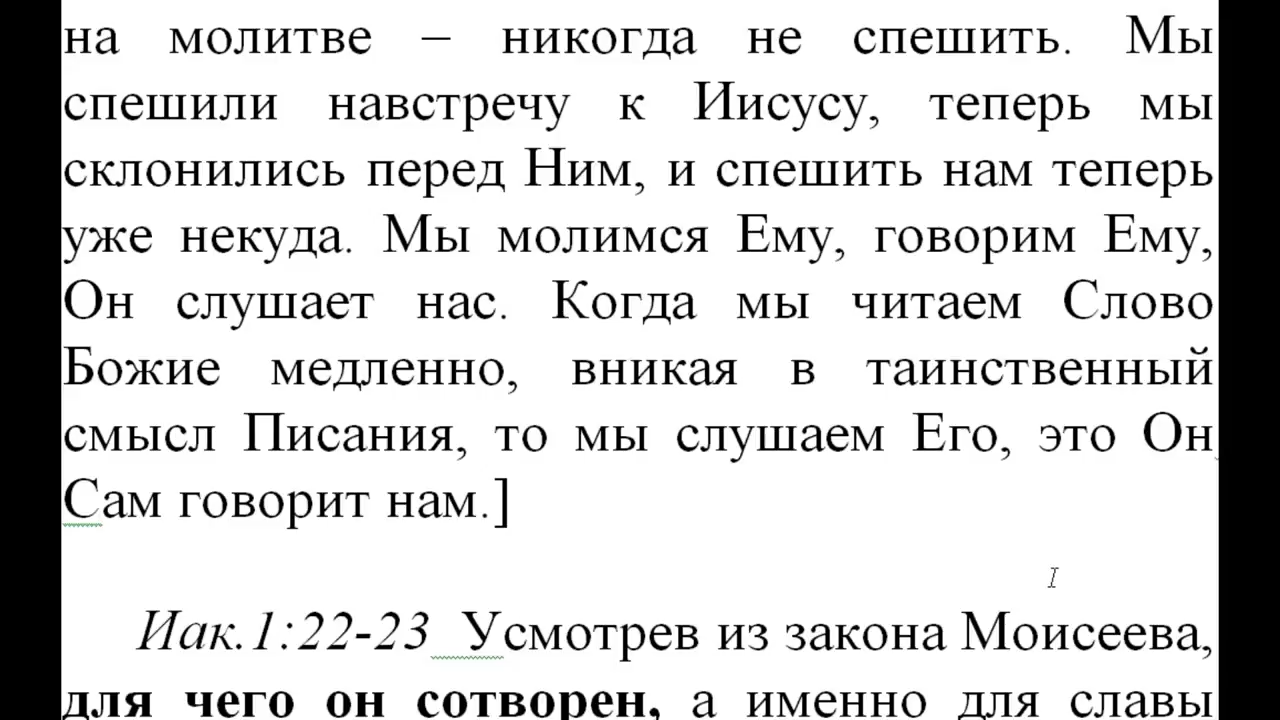 на молитве – никогда не спешить. Мы
спешили навстречу к Иисусу, теперь мы
склонились перед Ним, и спешить нам теперь
уже некуда. Мы молимся Ему, говорим Ему,
Он слушает нас. Когда мы читаем Слово
Божие медленно, вникая в таинственный
смысл Писания, то мы слушаем Его, это Он
Сам говорит нам.]
Иак.1:22-23 Усмотрев из закона Моисеева,
для чего он сотворен, а именно для славы